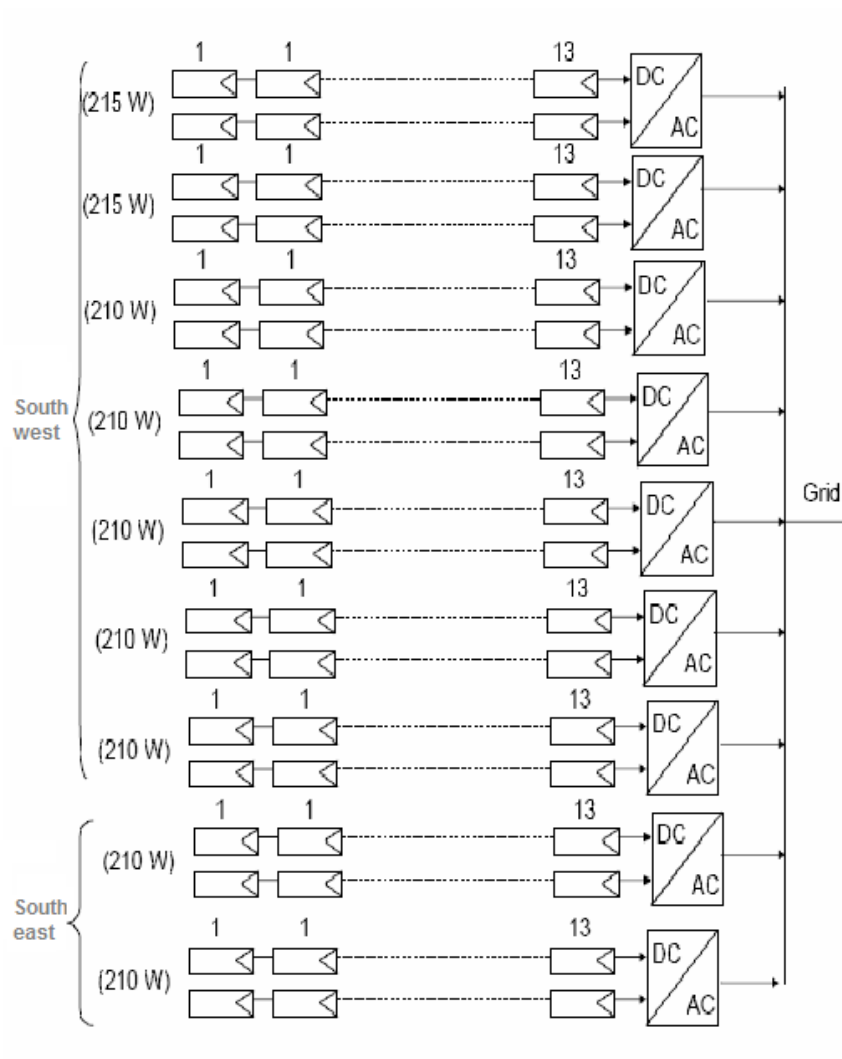 1 1 13
(215 W) DC
AC
1 1 13
(215 W) DC
AC
1 1 13
(210 W) DC
AC
1 1 13
South
west
(210 W) DC
AC
1 1 13
(210 W) DC
AC
Grid
1 1 13
(210 W) DC
AC
1 1 13
(210 W) DC
AC
1 1 13
(210 W) DC
AC
South
east
1 1 13
(210 W) DC
AC